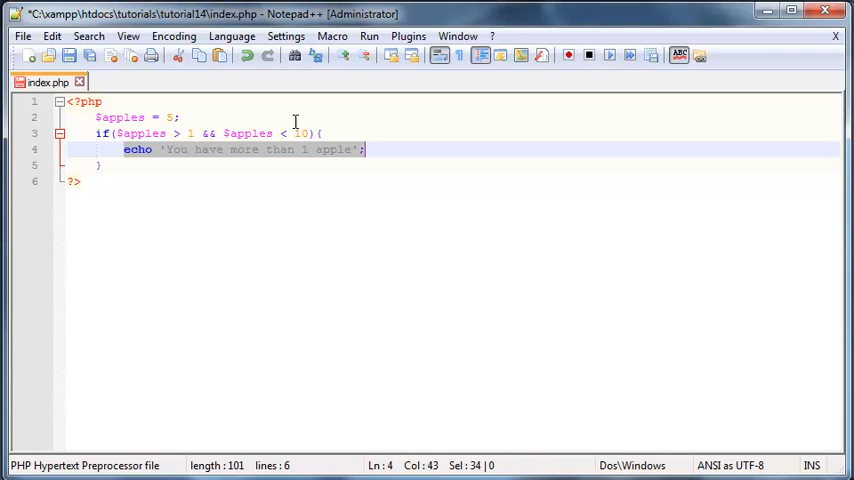 *C:\xampp\htdocs\tutorials\tutorial14\index.php - Notepad++ [Administrator]
File Edit Search View Encoding Language Settings Macro Run Plugins Window ? X
index.php
1 <?php
2 $apples = 5;
3 if($apples > 1 && $apples < 10){
4 echo 'You have more than 1 apple';
5 }
6 ?>
PHP Hypertext Preprocessor file length : 101 lines : 6 Ln : 4 Col : 43 Sel : 34 | 0 Dos\Windows ANSI as UTF-8 INS